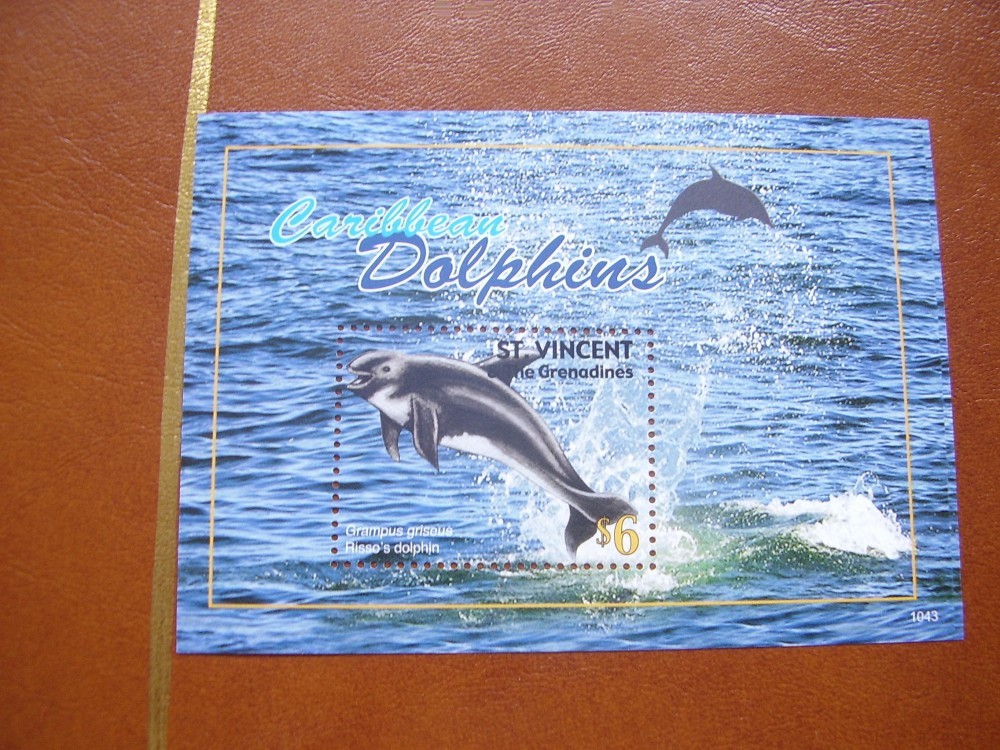 Caribbean
Dolphins
ST. VINCENT
& The Grenadines
Grampus griseus
Risso's dolphin
$6
1043